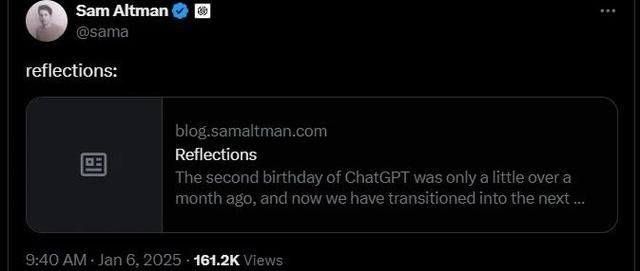 Sam Altman
@sama
reflections:
blog.samaltman.com
Reflections
The second birthday of ChatGPT was only a little over a
month ago, and now we have transitioned into the next ...
9:40 AM · Jan 6, 2025 · 161.2K Views